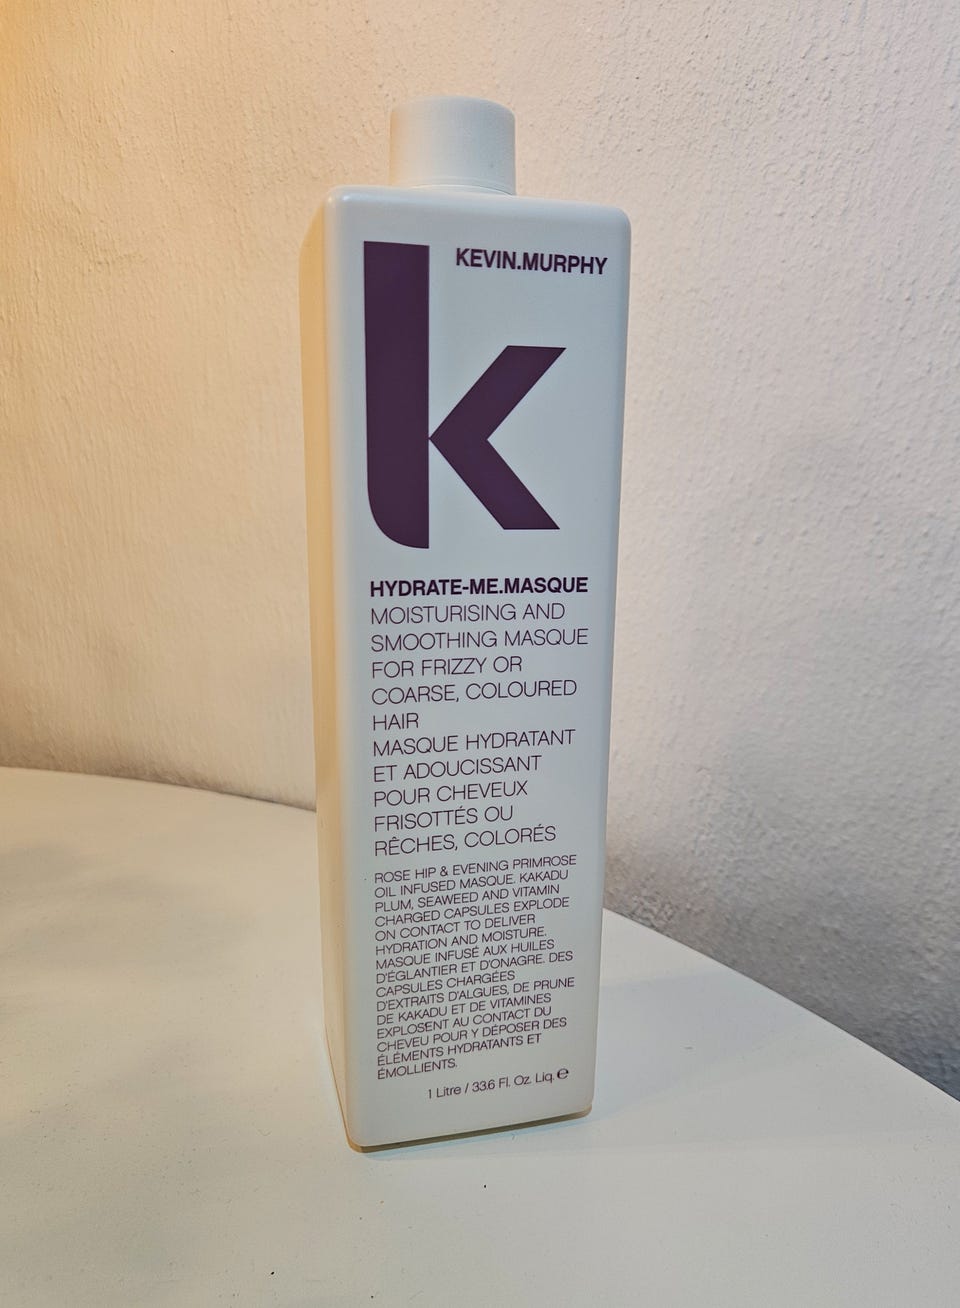 k
KEVIN.MURPHY
HYDRATE-ME.MASQUE
MOISTURISING AND
SMOOTHING MASQUE
FOR FRIZZY OR
COARSE, COLOURED
HAIR
MASQUE HYDRATANT
ET ADOUCISSANT
POUR CHEVEUX
FRISOTTÉS OU
RÊCHES, COLORÉS
ROSE HIP & EVENING PRIMROSE
OIL INFUSED MASQUE. KAKADU
PLUM, SEAWEED AND VITAMIN
CHARGED CAPSULES EXPLODE
ON CONTACT TO DELIVER
HYDRATION AND MOISTURE.
MASQUE INFUSÉ AUX HUILES
D'ÉGLANTIER ET D'ONAGRE. DES
CAPSULES CHARGÉES
D'EXTRAITS D'ALGUES, DE PRUNE
DE KAKADU ET DE VITAMINES
EXPLOSENT AU CONTACT DU
CHEVEU POUR Y DÉPOSER DES
ÉLÉMENTS HYDRATANTS ET
ÉMOLLIENTS.
1 Litre / 33.6 Fl. Oz. Liq. ℮